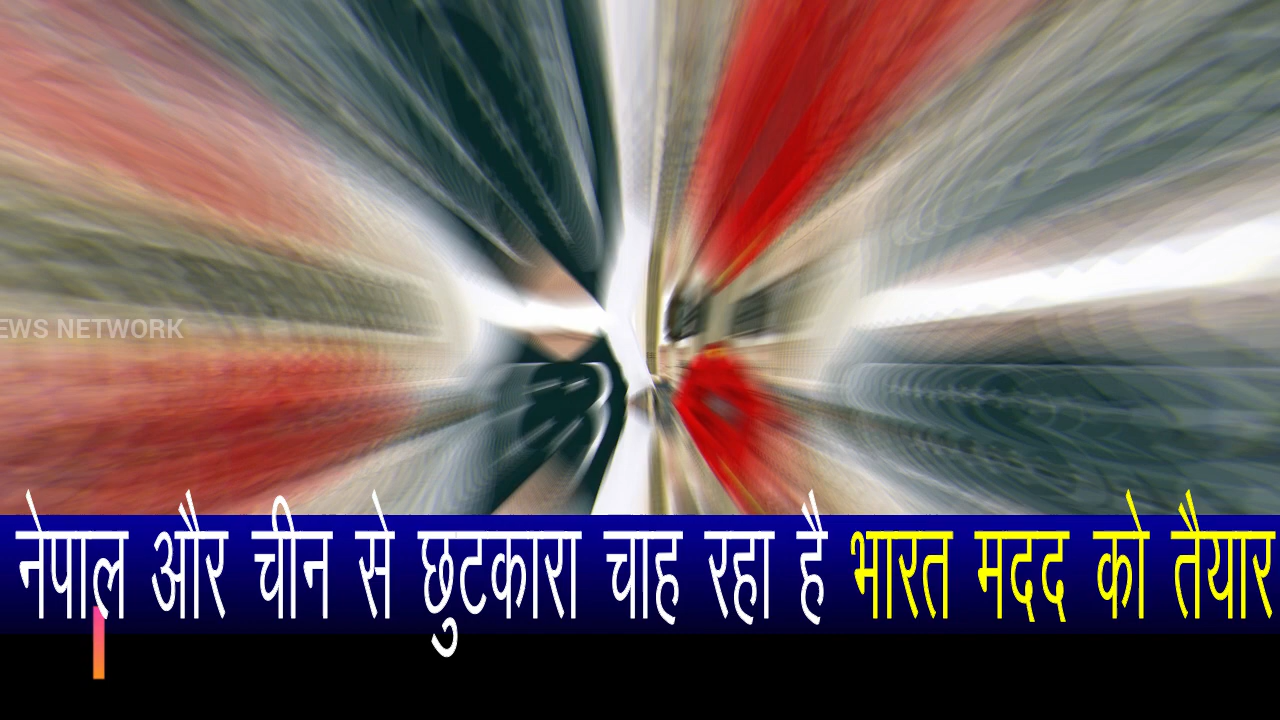 EWS NETWORK
नेपाल और चीन से छुटकारा चाह रहा है भारत मदद को तैयार